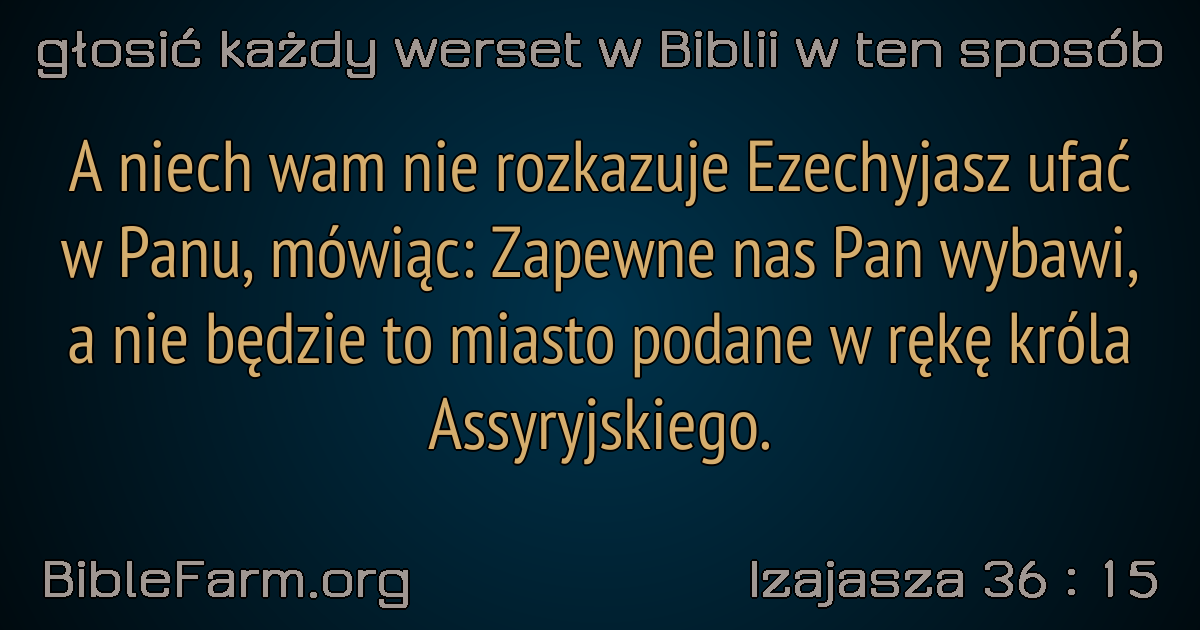 głosić każdy werset w Biblii w ten sposób
A niech wam nie rozkazuje Ezechyjasz ufać
w Panu, mówiąc: Zapewne nas Pan wybawi,
a nie będzie to miasto podane w rękę króla
Assyryjskiego.
BibleFarm.org
Izajasza 36 : 15